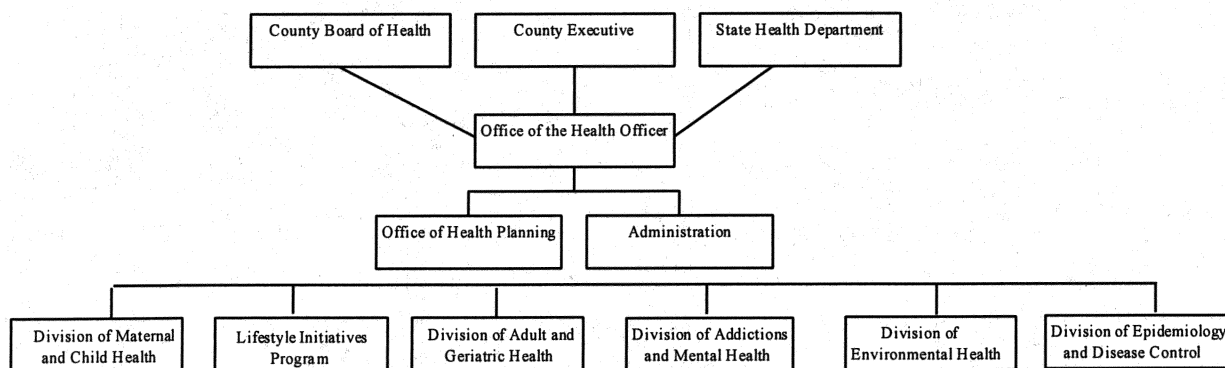 County Board of Health
County Executive
State Health Department
Office of the Health Officer
Office of Health Planning
Administration
Division of Maternal
and Child Health
Lifestyle Initiatives
Program
Division of Adult and
Geriatric Health
Division of Addictions
and Mental Health
Division of
Environmental Health
Division of Epidemiology
and Disease Control